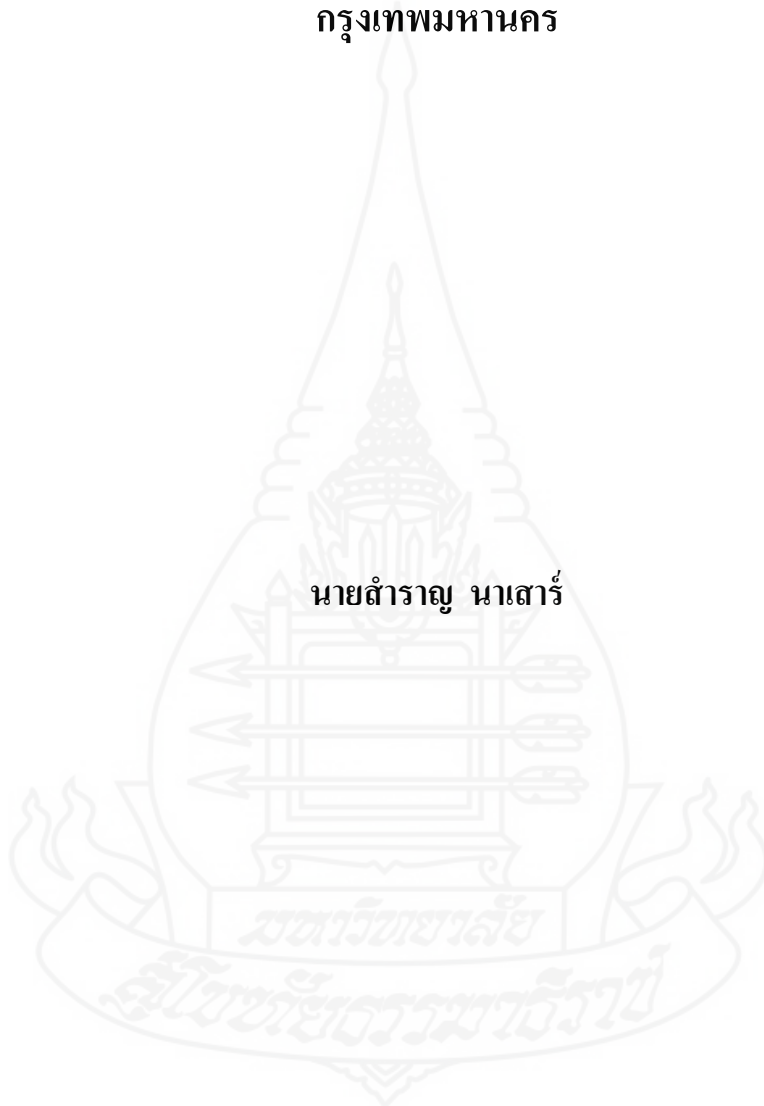 กรุงเทพมหานคร
นายสำราญ นาเสาร์
มหาวิทยาลัย
สุโขทัยธรรมาธิราช